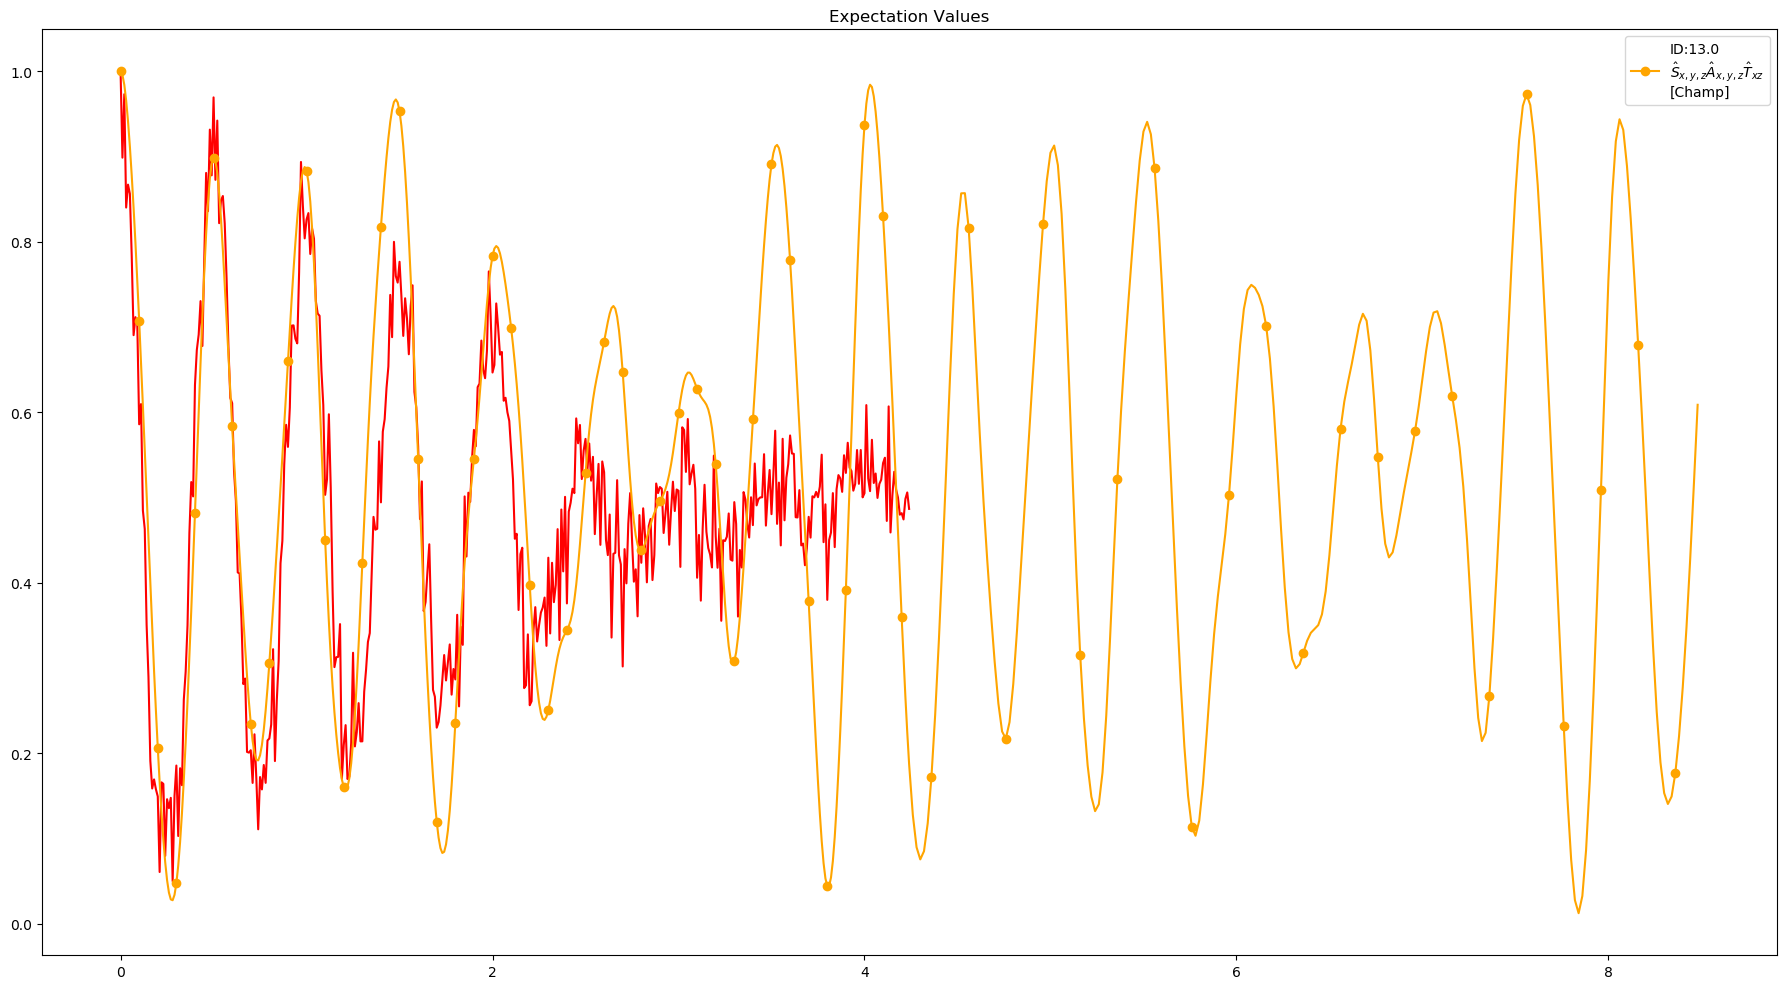 Expectation Values
ID:13.0
$\hat{S}_{x,y,z}\hat{A}_{x,y,z}\hat{T}_{xz}$
[Champ]
1.0
0.8
0.6
0.4
0.2
0.0
0 2 4 6 8